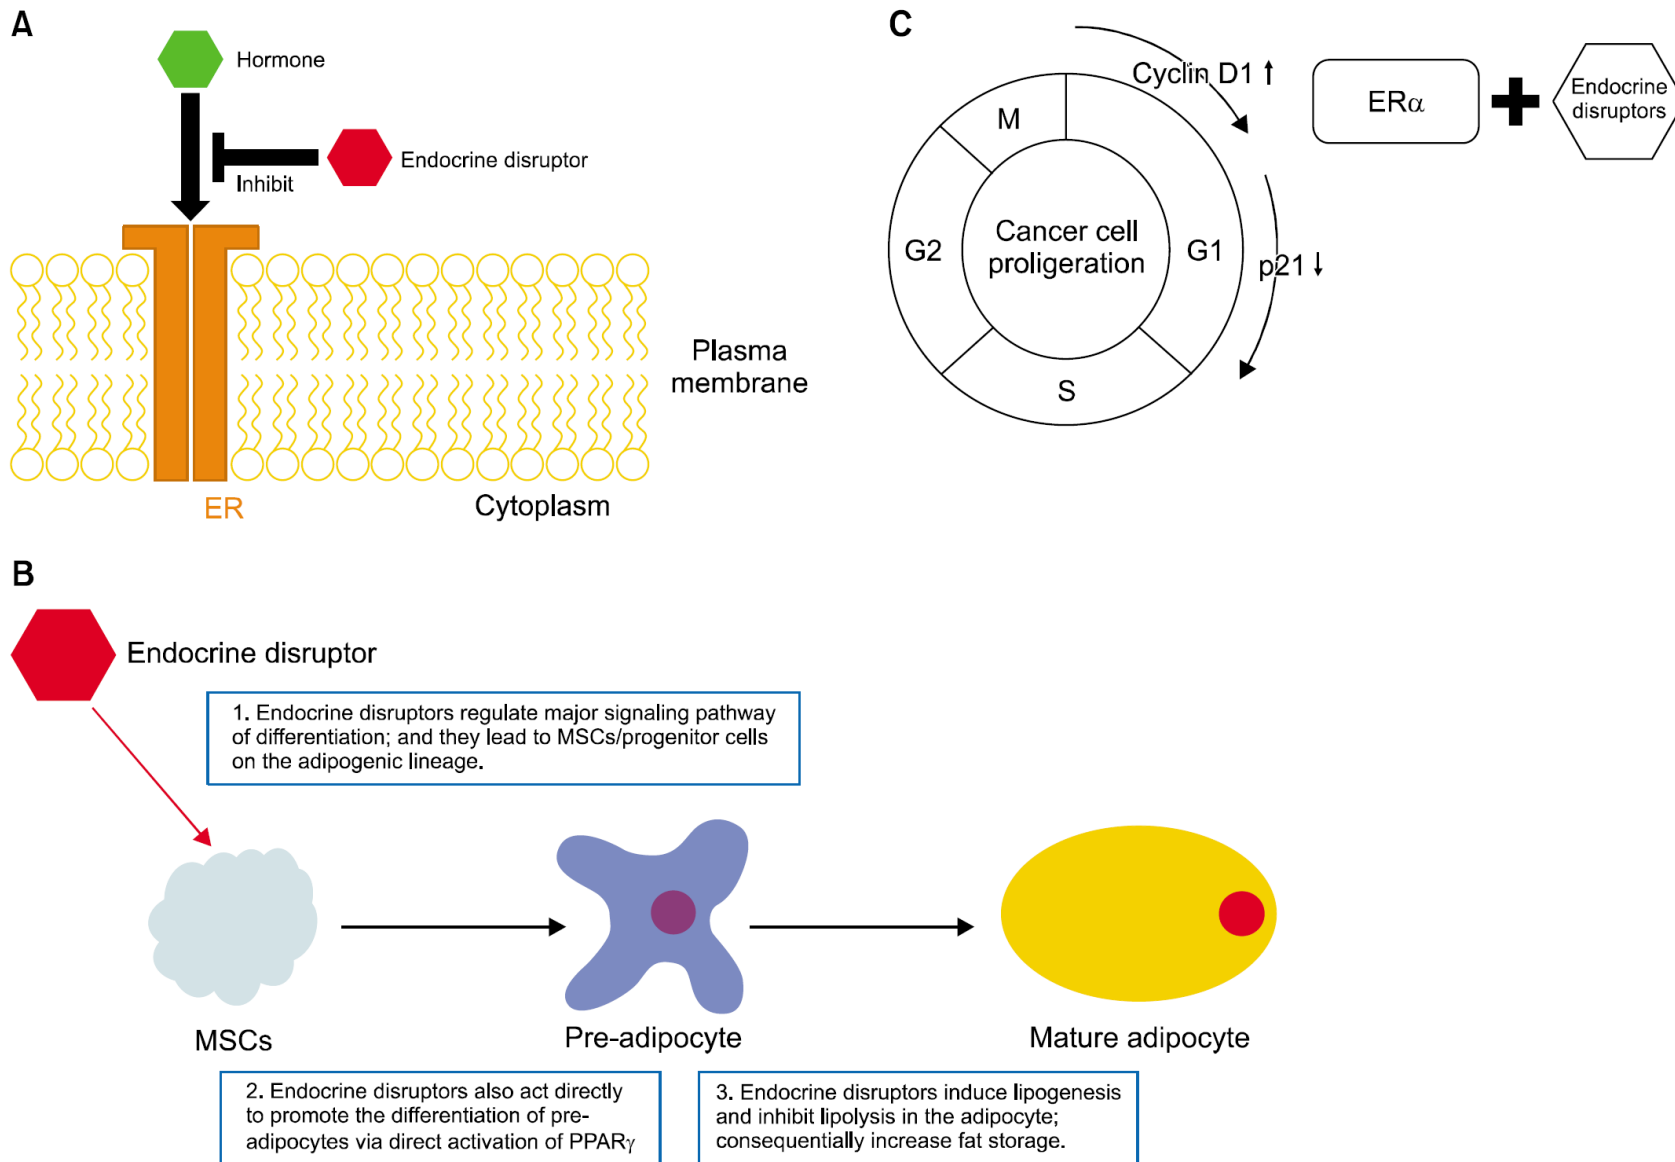 A
Hormone
Endocrine disruptor
Inhibit
Plasma
membrane
ER
Cytoplasm
C
Cyclin D1 ↑
ERα
+
Endocrine
disruptors
M
G2
Cancer cell
proligeration
G1
p21 ↓
S
B
Endocrine disruptor
1. Endocrine disruptors regulate major signaling pathway
of differentiation; and they lead to MSCs/progenitor cells
on the adipogenic lineage.
MSCs
Pre-adipocyte
Mature adipocyte
2. Endocrine disruptors also act directly
to promote the differentiation of pre-
adipocytes via direct activation of PPARγ
3. Endocrine disruptors induce lipogenesis
and inhibit lipolysis in the adipocyte;
consequentially increase fat storage.